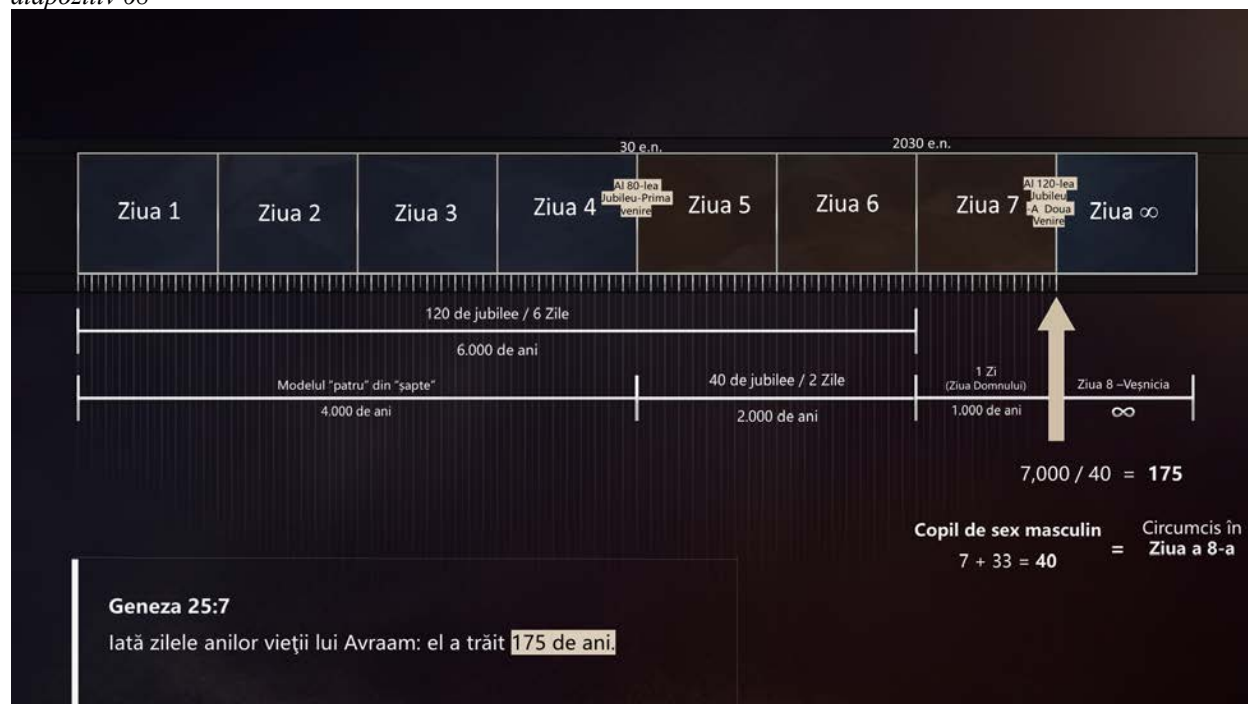 diapozitiv 68
30 e.n.
2030 e.n.
Ziua 1
Ziua 2
Ziua 3
Ziua 4
Al 80-lea
Jubileu-Prima
venire
Ziua 5
Ziua 6
Ziua 7
Al 120-lea
Jubileu
-A Doua
Venire
Ziua ∞
120 de jubilee / 6 Zile
6.000 de ani
Modelul "patru" din "șapte"
4.000 de ani
40 de jubilee / 2 Zile
2.000 de ani
1 Zi
(Ziua Domnului)
1.000 de ani
Ziua 8 –Veșnicia
∞
7,000 / 40 = 175
Copil de sex masculin
7 + 33 = 40
=
Circumcis în
Ziua a 8-a
Geneza 25:7
Iată zilele anilor vieţii lui Avraam: el a trăit 175 de ani.